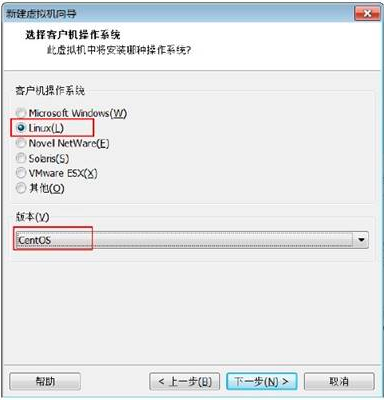 新建虚拟机向导
选择客户机操作系统
此虚拟机中将安装哪种操作系统?
客户机操作系统
Microsoft Windows(W)
Linux(L)
Novell NetWare(E)
Solaris(S)
VMware ESX(X)
其他(O)
版本(V)
CentOS
帮助
< 上一步(B)
下一步(N) >
取消